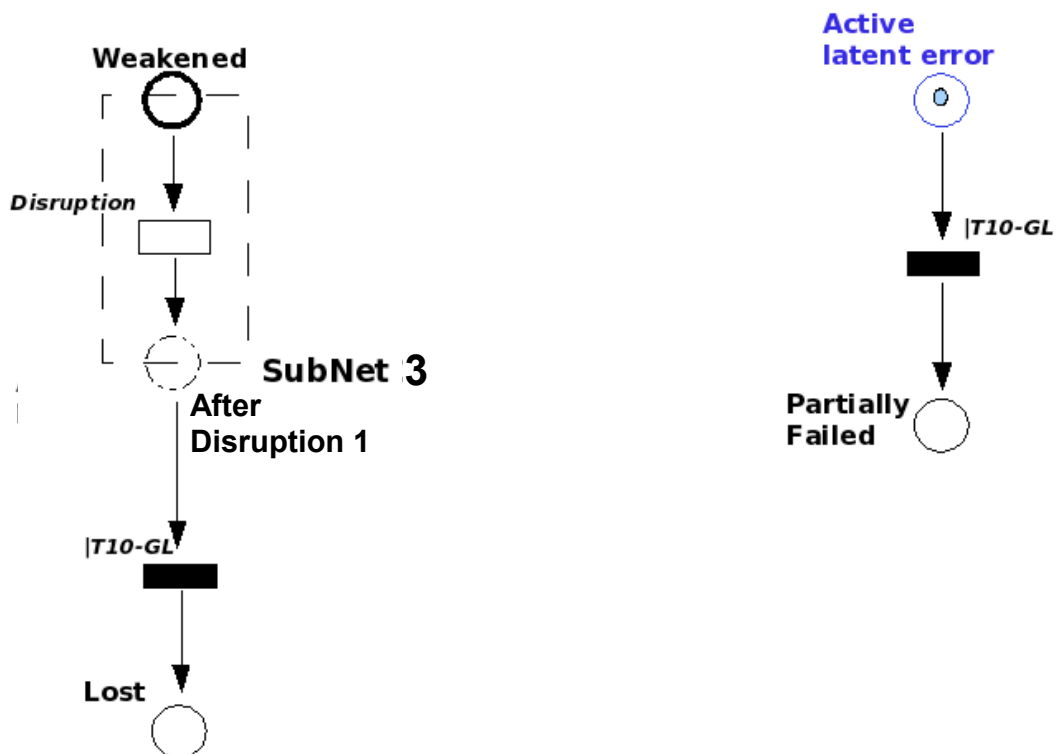 Weakened
Disruption
SubNet 3
After
Disruption 1
|T10-GL
Lost
Active
latent error
|T10-GL
Partially
Failed